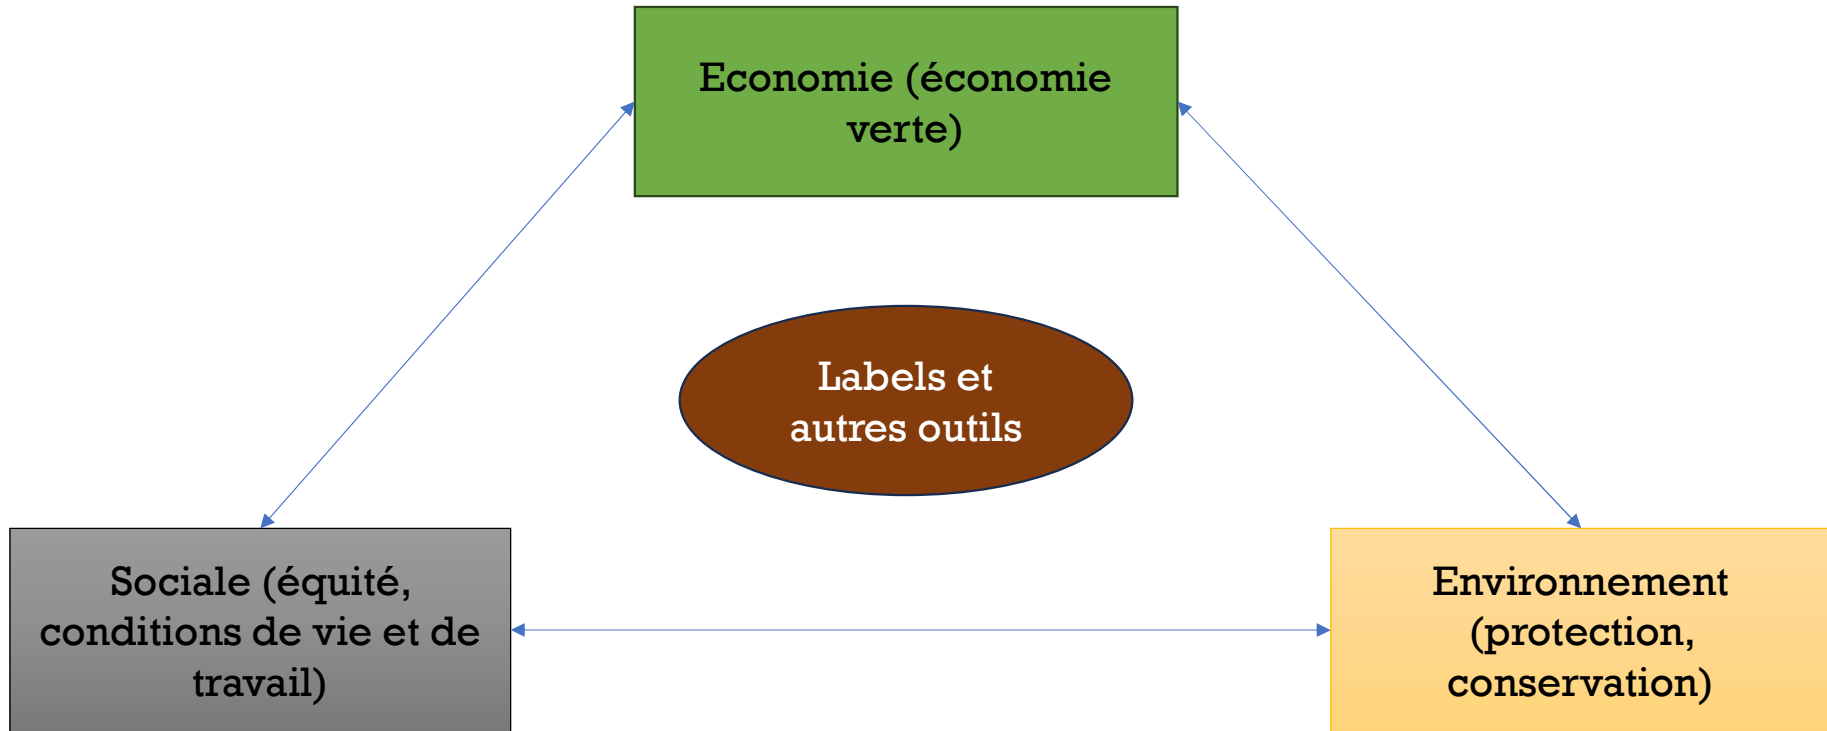 Economie (économie
verte)
Labels et
autres outils
Sociale (équité,
conditions de vie et de
travail)
Environnement
(protection,
conservation)